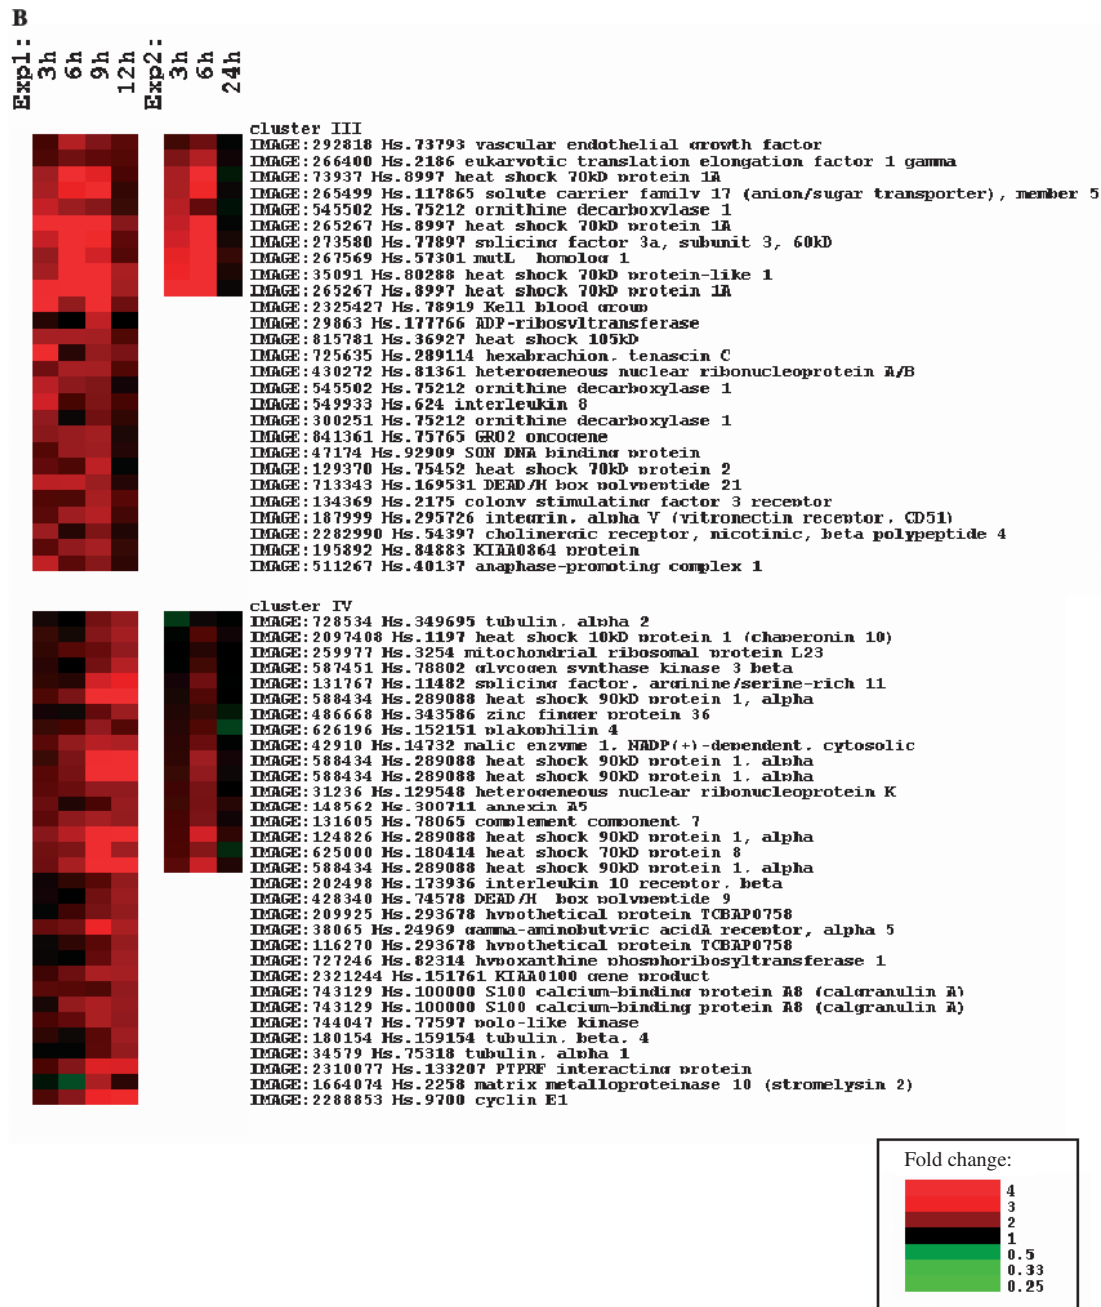 B
Exp1:
3h
6h
9h
12h
Exp2:
3h
6h
24h
cluster III
IMAGE:292818 Hs.73793 vascular endothelial growth factor
IMAGE:266400 Hs.2186 eukaryotic translation elongation factor 1 gamma
IMAGE:73937 Hs.8997 heat shock 70kD protein 1A
IMAGE:265499 Hs.117865 solute carrier family 17 (anion/sugar transporter), member 5
IMAGE:545502 Hs.75212 ornithine decarboxylase 1
IMAGE:265267 Hs.8997 heat shock 70kD protein 1A
IMAGE:273580 Hs.77897 splicing factor 3a, subunit 3, 60kD
IMAGE:267569 Hs.57301 mutL homolog 1
IMAGE:35091 Hs.80288 heat shock 70kD protein-like 1
IMAGE:265267 Hs.8997 heat shock 70kD protein 1A
IMAGE:2325427 Hs.78919 Kell blood group
IMAGE:29863 Hs.177766 ADP-ribosyltransferase
IMAGE:815781 Hs.36927 heat shock 105kD
IMAGE:725635 Hs.289114 hexabrachion, tenascin C
IMAGE:430272 Hs.81361 heterogeneous nuclear ribonucleoprotein A/B
IMAGE:545502 Hs.75212 ornithine decarboxylase 1
IMAGE:549933 Hs.624 interleukin 8
IMAGE:300251 Hs.75212 ornithine decarboxylase 1
IMAGE:841361 Hs.75765 GRO2 oncogene
IMAGE:47174 Hs.92909 SON DNA binding protein
IMAGE:129370 Hs.75452 heat shock 70kD protein 2
IMAGE:713343 Hs.169531 DEAD/H box polypeptide 21
IMAGE:134369 Hs.2175 colony stimulating factor 3 receptor
IMAGE:187999 Hs.295726 integrin, alpha V (vitronectin receptor, CD51)
IMAGE:2282990 Hs.54397 cholinergic receptor, nicotinic, beta polypeptide 4
IMAGE:195892 Hs.84883 KIAA0864 protein
IMAGE:511267 Hs.40137 anaphase-promoting complex 1
cluster IV
IMAGE:728534 Hs.349695 tubulin, alpha 2
IMAGE:2097408 Hs.1197 heat shock 10kD protein 1 (chaperonin 10)
IMAGE:259977 Hs.3254 mitochondrial ribosomal protein L23
IMAGE:587451 Hs.78802 glycogen synthase kinase 3 beta
IMAGE:131767 Hs.11482 splicing factor, arginine/serine-rich 11
IMAGE:588434 Hs.289088 heat shock 90kD protein 1, alpha
IMAGE:486668 Hs.343586 zinc finger protein 36
IMAGE:626196 Hs.152151 plakophilin 4
IMAGE:42910 Hs.14732 malic enzyme 1, NADP(+)-dependent, cytosolic
IMAGE:588434 Hs.289088 heat shock 90kD protein 1, alpha
IMAGE:588434 Hs.289088 heat shock 90kD protein 1, alpha
IMAGE:31236 Hs.129548 heterogeneous nuclear ribonucleoprotein K
IMAGE:148562 Hs.300711 annexin A5
IMAGE:131605 Hs.78065 complement component 7
IMAGE:124826 Hs.289088 heat shock 90kD protein 1, alpha
IMAGE:625000 Hs.180414 heat shock 70kD protein 8
IMAGE:588434 Hs.289088 heat shock 90kD protein 1, alpha
IMAGE:202498 Hs.173936 interleukin 10 receptor, beta
IMAGE:428340 Hs.74578 DEAD/H box polypeptide 9
IMAGE:209925 Hs.293678 hypothetical protein TCBAP0758
IMAGE:38065 Hs.24969 gamma-aminobutyric acidA receptor, alpha 5
IMAGE:116270 Hs.293678 hypothetical protein TCBAP0758
IMAGE:727246 Hs.82314 hypoxanthine phosphoribosyltransferase 1
IMAGE:2321244 Hs.151761 KIAA0100 gene product
IMAGE:743129 Hs.100000 S100 calcium-binding protein A8 (calgranulin A)
IMAGE:743129 Hs.100000 S100 calcium-binding protein A8 (calgranulin A)
IMAGE:744047 Hs.77597 polo-like kinase
IMAGE:180154 Hs.159154 tubulin, beta, 4
IMAGE:34579 Hs.75318 tubulin, alpha 1
IMAGE:2310077 Hs.133207 PTPRF interacting protein
IMAGE:1664074 Hs.2258 matrix metalloproteinase 10 (stromelysin 2)
IMAGE:2288853 Hs.9700 cyclin E1
Fold change:
4
3
2
1
0.5
0.33
0.25